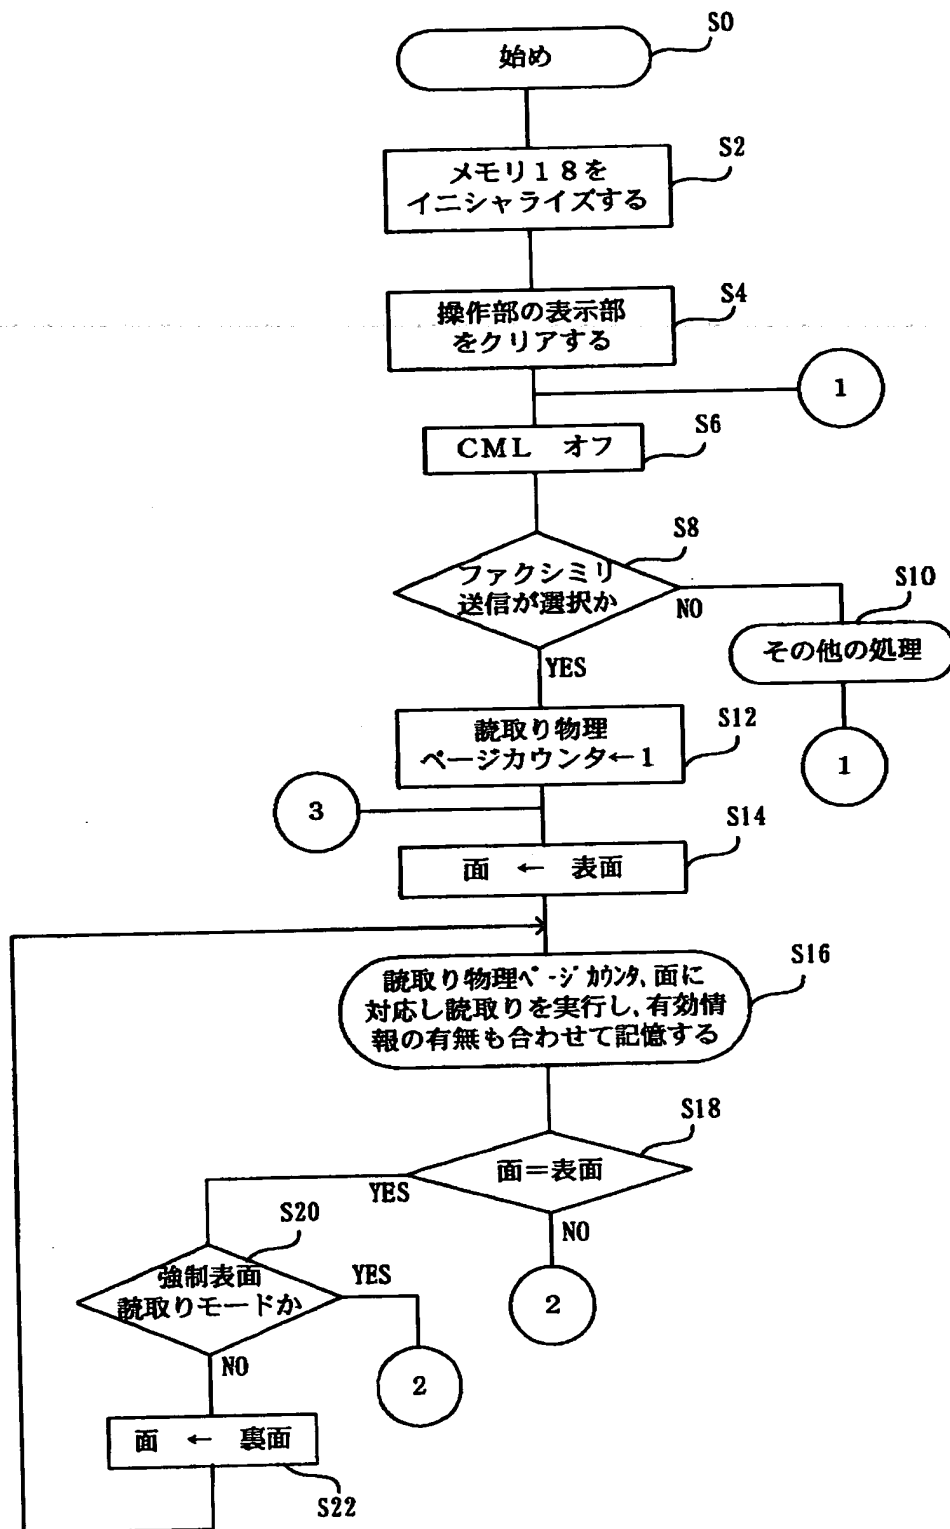 S0
始め
S2
メモリ１８を
イニシャライズする
S4
操作部の表示部
をクリアする
1
S6
CML オフ
S8
ファクシミリ
送信が選択か
NO
S10
その他の処理
YES
1
S12
読取り物理
ページカウンタ←1
3
S14
面 ← 表面
S16
読取り物理ページカウンタ、面に
対応し読取りを実行し、有効情
報の有無も合わせて記憶する
S18
面＝表面
YES
NO
S20
強制表面
読取りモードか
YES
2
NO
2
面 ← 裏面
S22